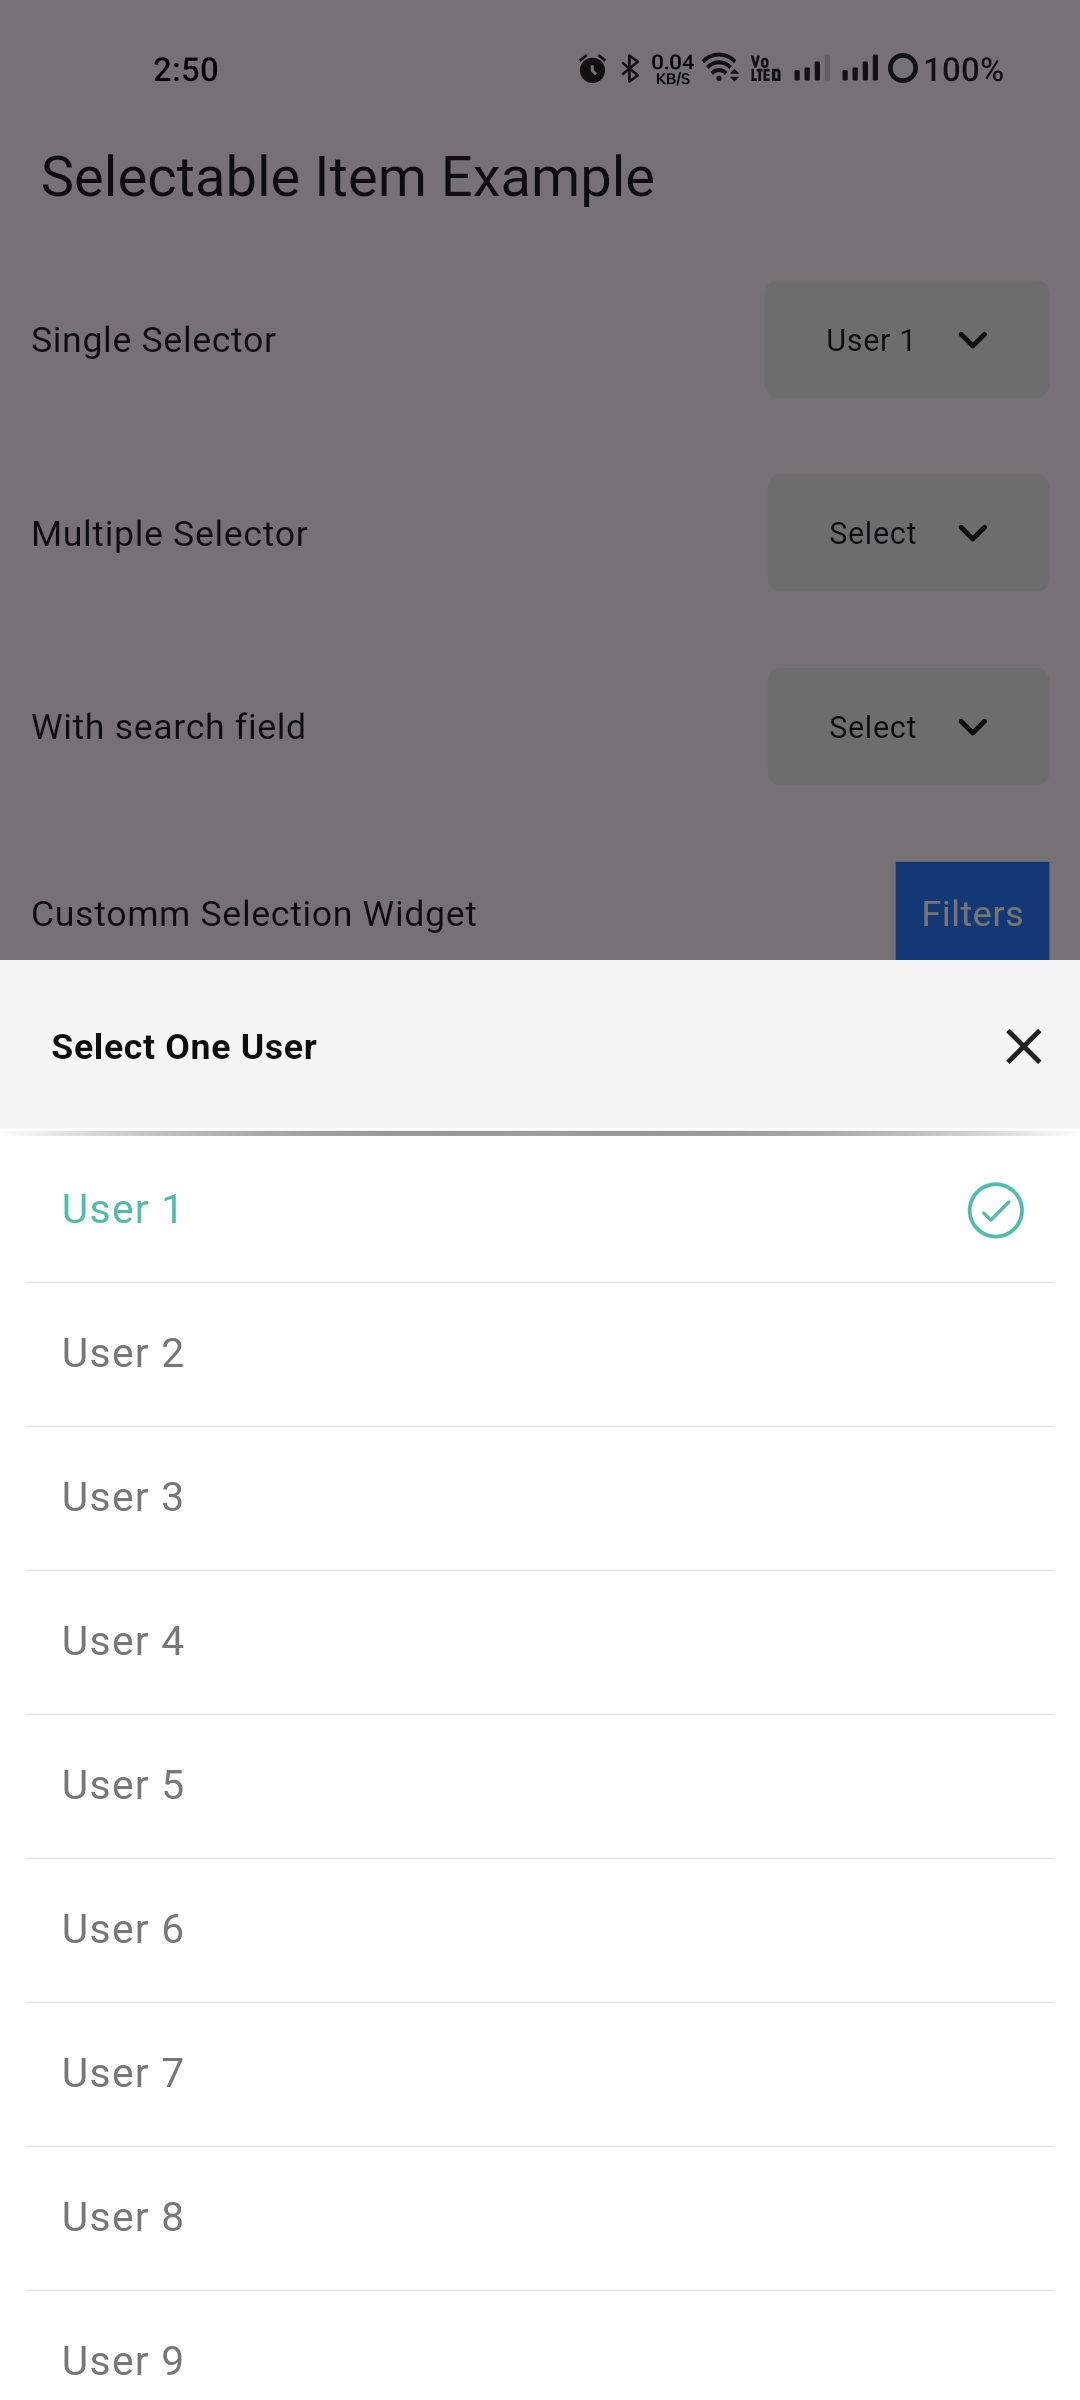 2:50 0.04 KB/S Vo LTE 100%
Selectable Item Example
Single Selector User 1
Multiple Selector Select
With search field Select
Customm Selection Widget Filters
Select One User
User 1
User 2
User 3
User 4
User 5
User 6
User 7
User 8
User 9